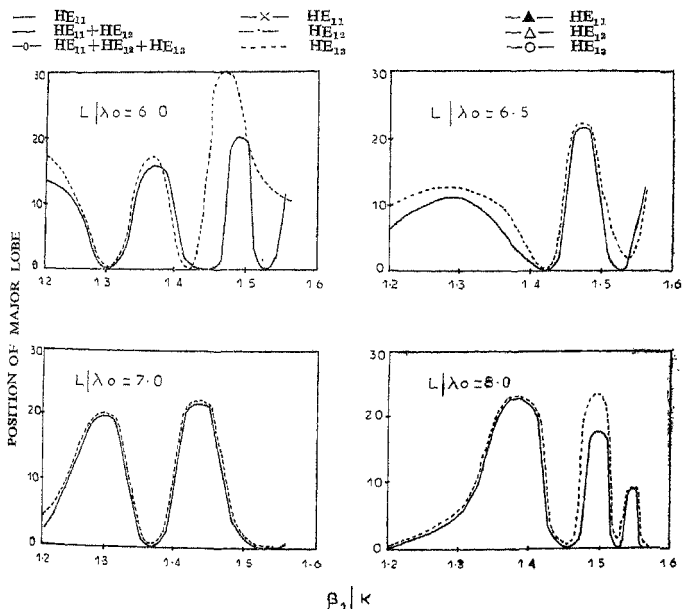 HE₁₁ HE₁₁ HE₁₁
HE₁₁+HE₁₂ HE₁₂ HE₁₂
HE₁₁+HE₁₂+HE₁₃ HE₁₃ HE₁₃
POSITION OF MAJOR LOBE
30
20
10
0
L|λo=6·0
1·2 1·3 1·4 1·5 1·6
30
20
10
0
L|λo=6·5
1·2 1·3 1·4 1·5 1·6
30
20
10
0
L|λo=7·0
1·2 1·3 1·4 1·5 1·6
30
20
10
0
L|λo=8·0
1·2 1·3 1·4 1·5 1·6
β₁|K